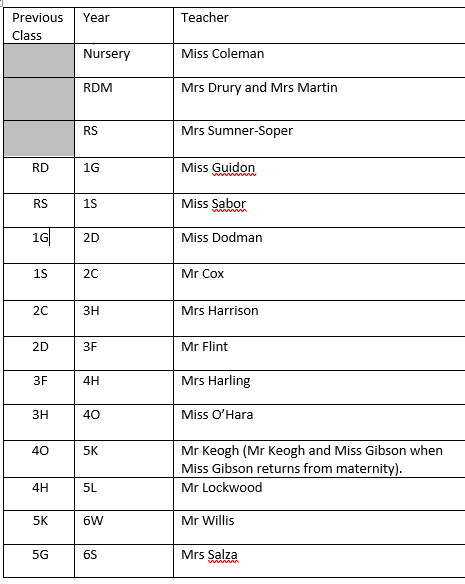 Previous Class Year Teacher
Nursery Miss Coleman
RDM Mrs Drury and Mrs Martin
RS Mrs Sumner-Soper
RD 1G Miss Guidon
RS 1S Miss Sabor
1G 2D Miss Dodman
1S 2C Mr Cox
2C 3H Mrs Harrison
2D 3F Mr Flint
3F 4H Mrs Harling
3H 4O Miss O’Hara
4O 5K Mr Keogh (Mr Keogh and Miss Gibson when
Miss Gibson returns from maternity).
4H 5L Mr Lockwood
5K 6W Mr Willis
5G 6S Mrs Salza